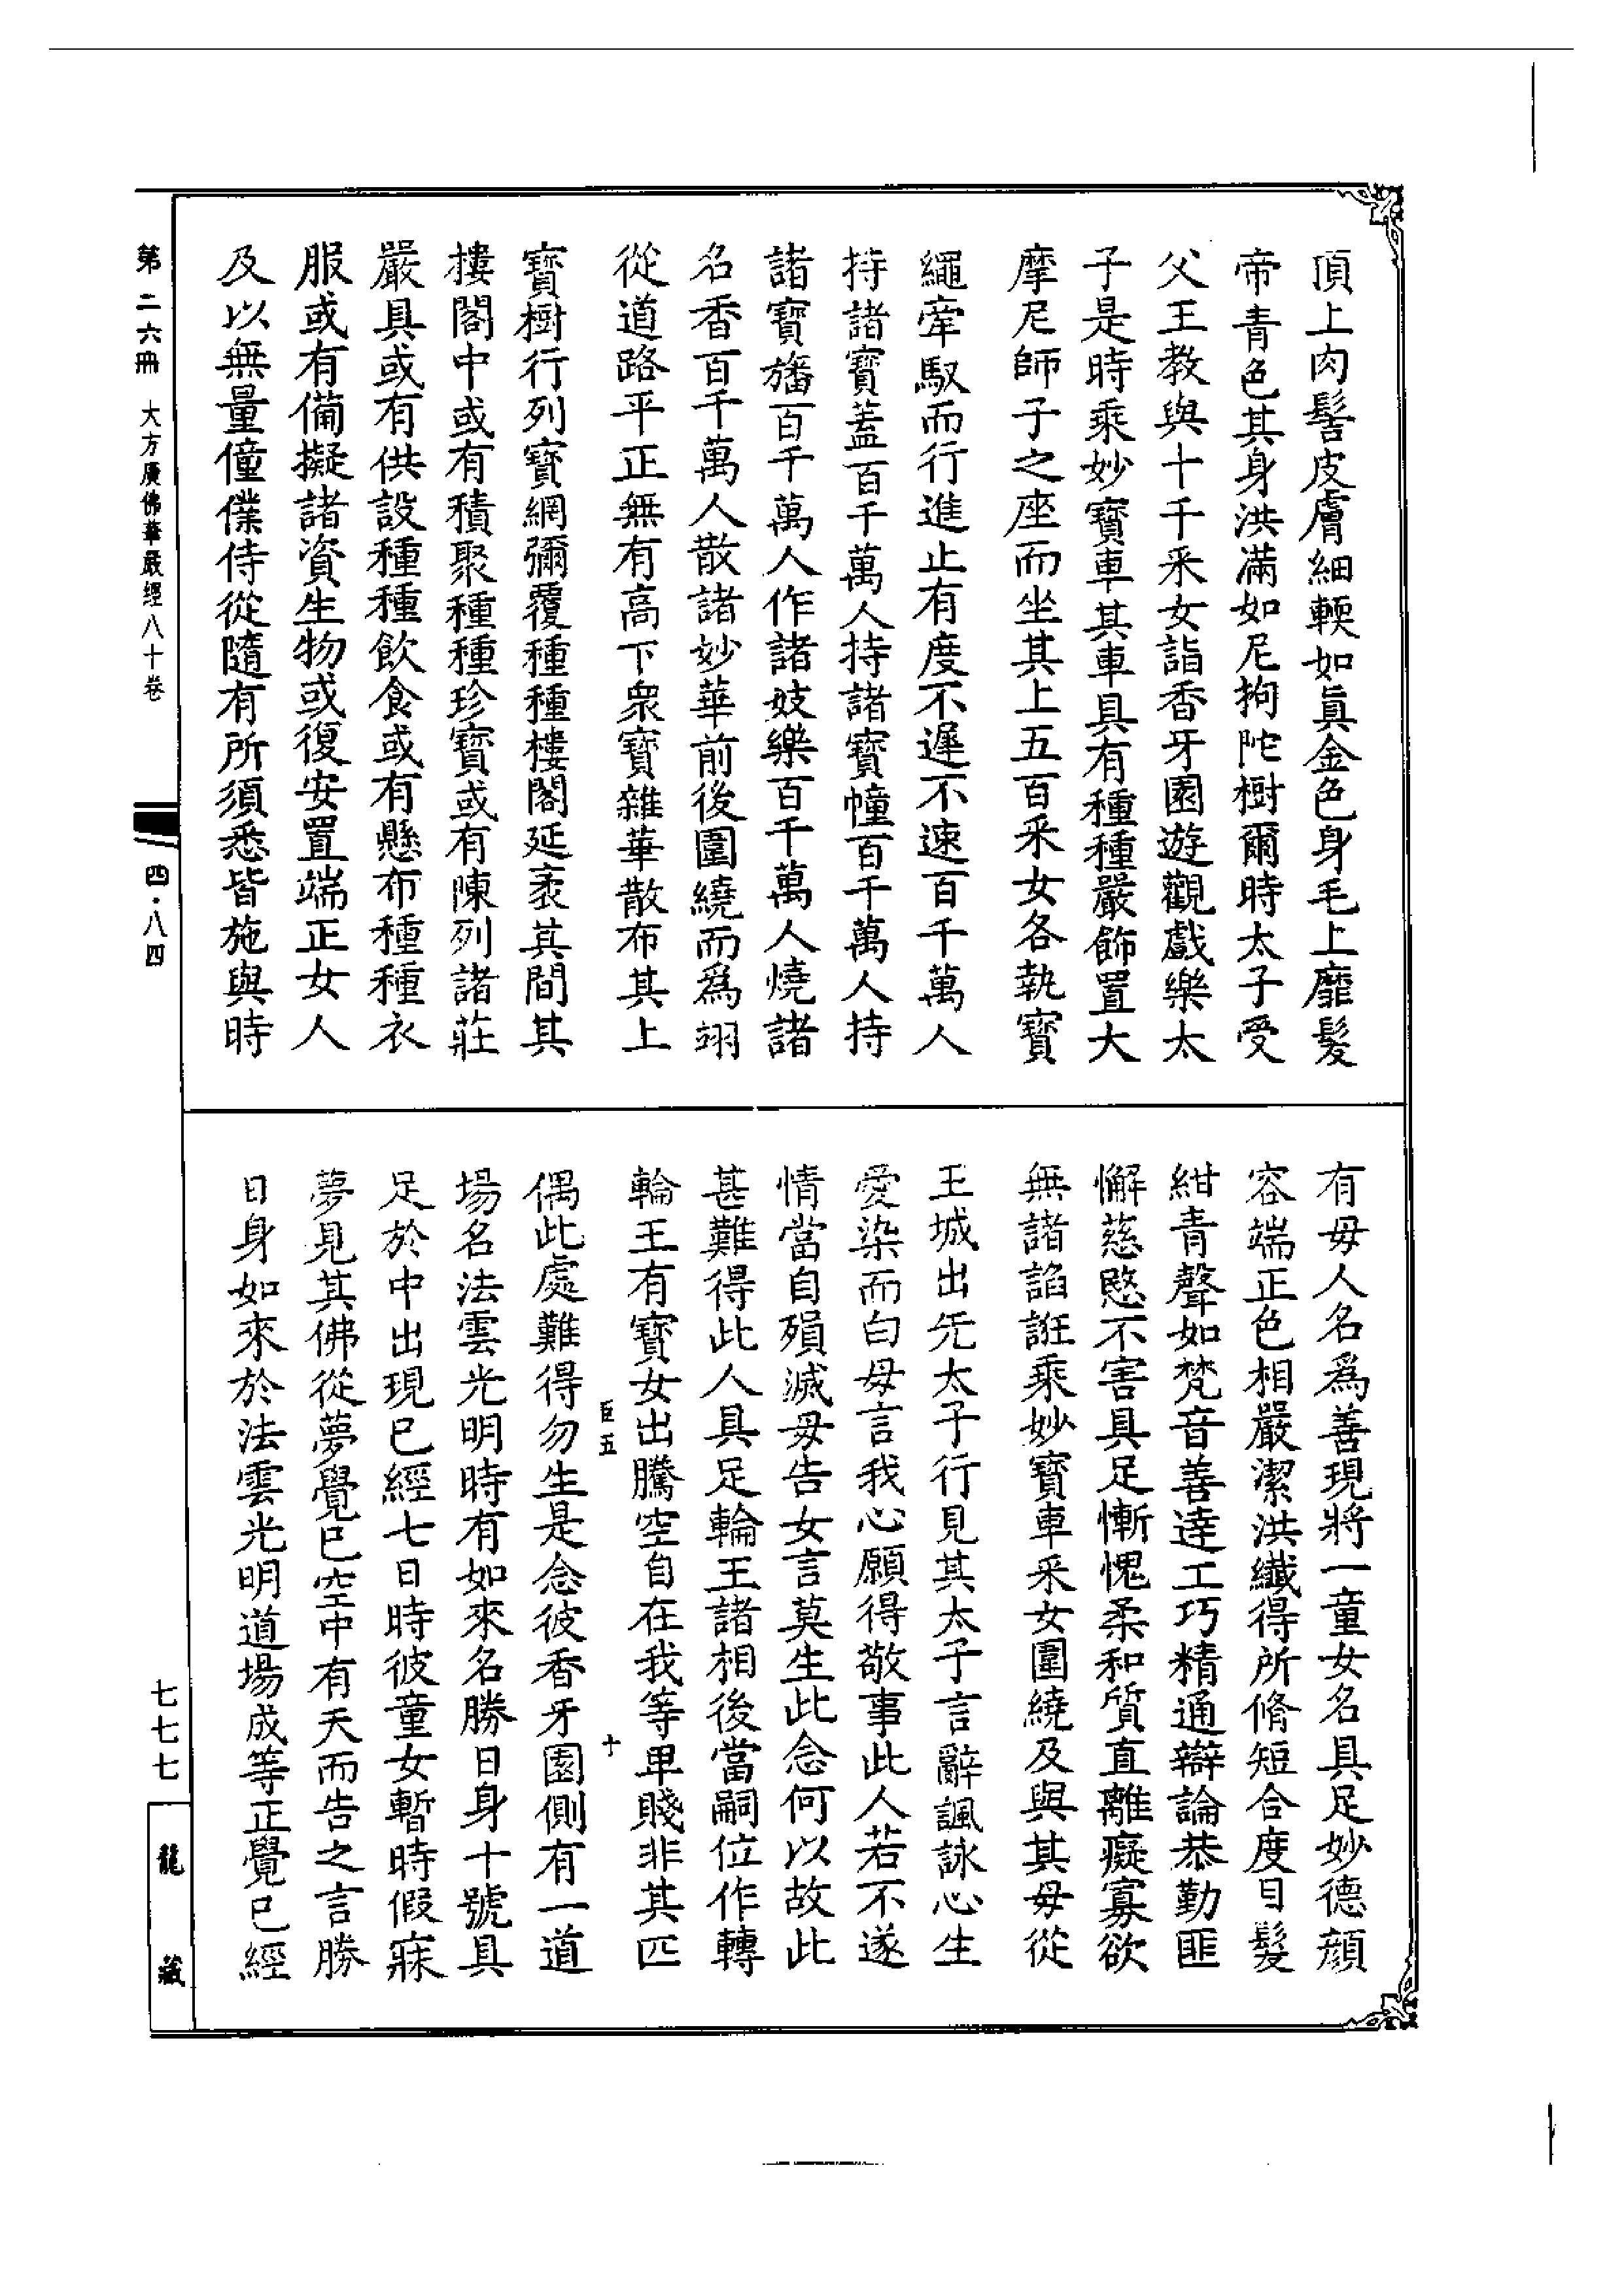 頂上肉髻皮膚細輭如眞金色身毛上靡髮
帝青色其身洪滿如尼拘陀樹爾時太子受
父王教與十千釆女詣香牙園遊觀戲樂太
子是時乘妙寶車其車具有種種嚴飾置大
摩尼師子之座而坐其上五百釆女各執寶
繩牽馭而行進止有度不遲不速百千萬人
持諸寶蓋百千萬人持諸寶幢百千萬人持
諸寶旛百千萬人作諸妓樂百千萬人燒諸
名香百千萬人散諸妙華前後圍繞而爲翊
從道路平正無有高下衆寶雜華散布其上
寶樹行列寶網彌覆種種樓閣延袤其間其
樓閣中或有積聚種種珍寶或有陳列諸莊
嚴具或有供設種種飲食或有懸布種種衣
服或有備擬諸資生物或復安置端正女人
及以無量僮僕侍從隨有所須悉皆施與時
有母人名爲善現將一童女名具足妙德顏
容端正色相嚴潔洪纖得所脩短合度目髮
紺青聲如梵音善達工巧精通辯論恭勤匪
懈慈愍不害具足慚愧柔和質直離癡寡欲
無諸諂誑乘妙寶車釆女圍繞及與其母從
王城出先太子行見其太子言辭諷詠心生
愛染而白母言我心願得敬事此人若不遂
情當自殞滅母告女言莫生此念何以故此
甚難得此人具足輪王諸相後當嗣位作轉
輪王有寶女出騰空自在我等卑賤非其匹
臣五 十
偶此處難得勿生是念彼香牙園側有一道
場名法雲光明時有如來名勝日身十號具
足於中出現已經七日時彼童女暫時假寐
夢見其佛從夢覺已空中有天而告之言勝
日身如來於法雲光明道場成等正覺已經
第二六冊 大方廣佛華嚴經八十卷
四·八四
七七七
龍藏